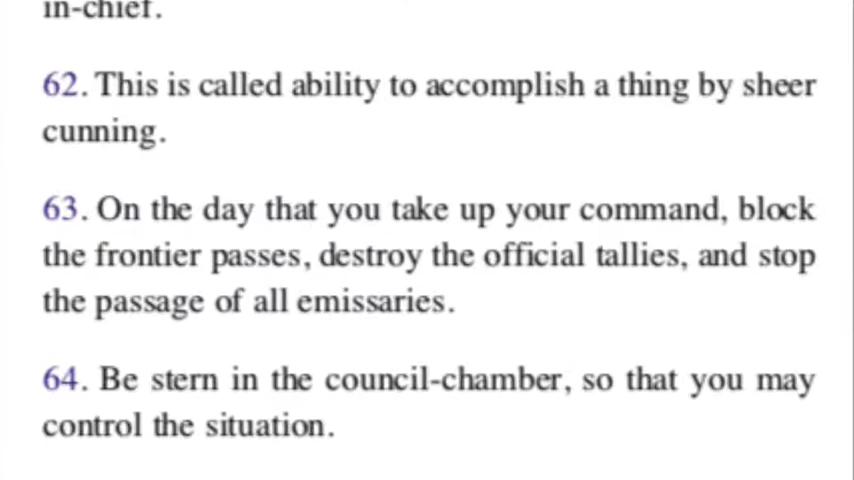 in-chief.
62. This is called ability to accomplish a thing by sheer
cunning.
63. On the day that you take up your command, block
the frontier passes, destroy the official tallies, and stop
the passage of all emissaries.
64. Be stern in the council-chamber, so that you may
control the situation.